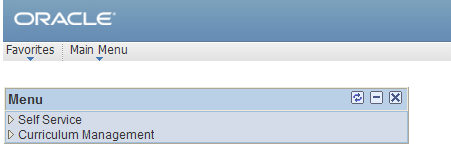 ORACLE
Favorites Main Menu
Menu
Self Service
Curriculum Management